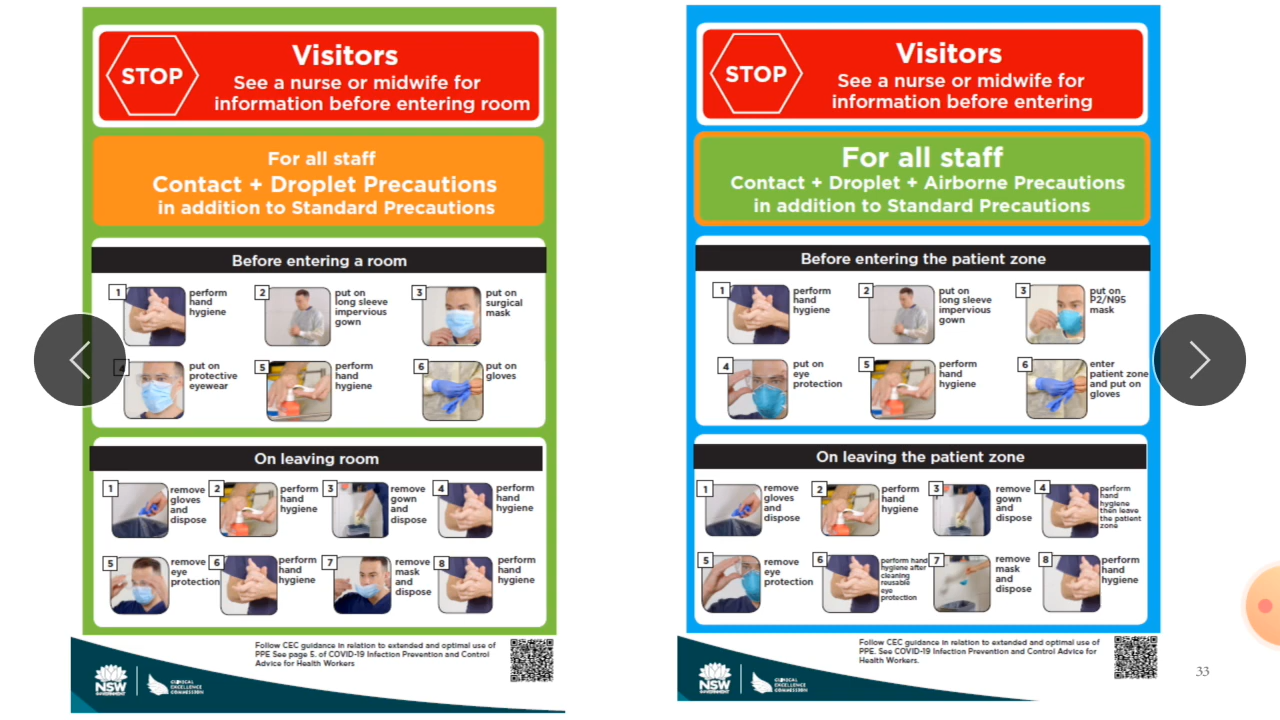 STOP
Visitors
See a nurse or midwife for
information before entering room
For all staff
Contact + Droplet Precautions
in addition to Standard Precautions
Before entering a room
1
perform
hand
hygiene
2
put on
long sleeve
impervious
gown
3
put on
surgical
mask
4
put on
protective
eyewear
5
perform
hand
hygiene
6
put on
gloves
On leaving room
1
remove
gloves
and
dispose
2
perform
hand
hygiene
3
remove
gown
and
dispose
4
perform
hand
hygiene
5
remove
eye
protection
6
perform
hand
hygiene
7
remove
mask
and
dispose
8
perform
hand
hygiene
Follow CEC guidance in relation to extended and optimal use of
PPE See page 5. of COVID-19 Infection Prevention and Control
Advice for Health Workers
NSW
GOVERNMENT
CLINICAL
EXCELLENCE
COMMISSION
STOP
Visitors
See a nurse or midwife for
information before entering
For all staff
Contact + Droplet + Airborne Precautions
in addition to Standard Precautions
Before entering the patient zone
1
perform
hand
hygiene
2
put on
long sleeve
impervious
gown
3
put on
P2/N95
mask
4
put on
eye
protection
5
perform
hand
hygiene
6
enter
patient zone
and put on
gloves
On leaving the patient zone
1
remove
gloves
and
dispose
2
perform
hand
hygiene
3
remove
gown
and
dispose
4
perform
hand
hygiene
then leave
the patient
zone
5
remove
eye
protection
6
perform hand
hygiene after
cleaning
reusable
eye
protection
7
remove
mask
and
dispose
8
perform
hand
hygiene
Follow CEC guidance in relation to extended and optimal use of
PPE. See COVID-19 Infection Prevention and Control Advice for
Health Workers.
NSW
GOVERNMENT
CLINICAL
EXCELLENCE
COMMISSION
33